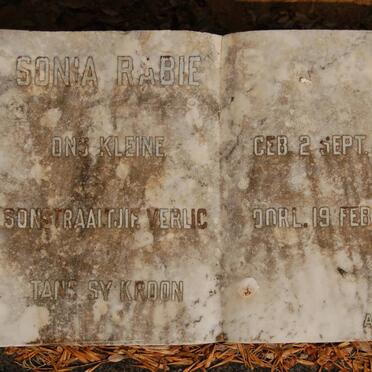 SONIA RABIE
ONS KLEINE
SONSTRAALTJIE VERLIG
TANS SY KROON
GEB 2 SEPT.
OORL. 19 FEB
A